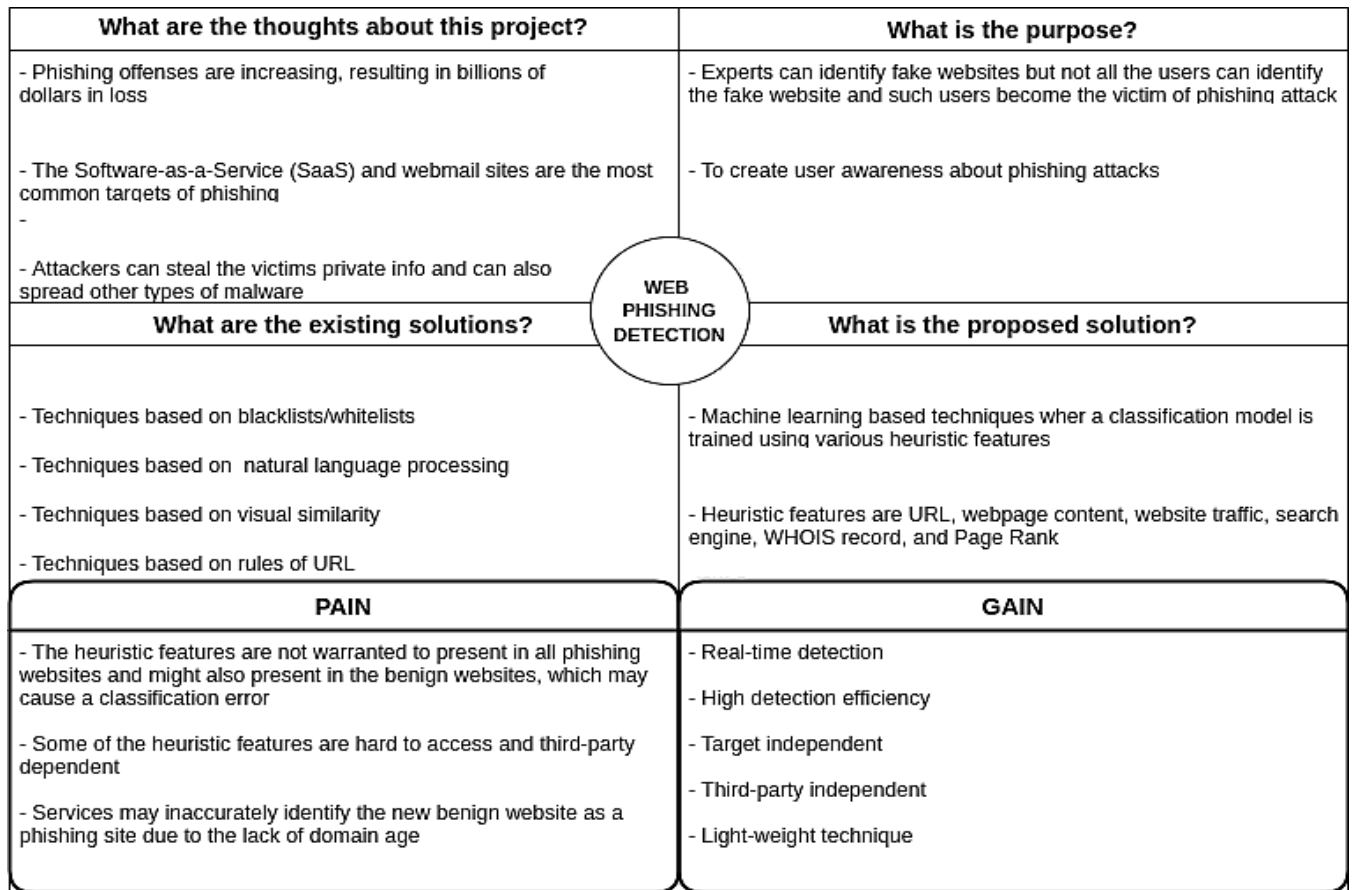 What are the thoughts about this project?
- Phishing offenses are increasing, resulting in billions of
dollars in loss
- The Software-as-a-Service (SaaS) and webmail sites are the most
common targets of phishing
-
- Attackers can steal the victims private info and can also
spread other types of malware
What is the purpose?
- Experts can identify fake websites but not all the users can identify
the fake website and such users become the victim of phishing attack
- To create user awareness about phishing attacks
WEB
PHISHING
DETECTION
What are the existing solutions?
- Techniques based on blacklists/whitelists
- Techniques based on  natural language processing
- Techniques based on visual similarity
- Techniques based on rules of URL
What is the proposed solution?
- Machine learning based techniques wher a classification model is
trained using various heuristic features
- Heuristic features are URL, webpage content, website traffic, search
engine, WHOIS record, and Page Rank
PAIN
- The heuristic features are not warranted to present in all phishing
websites and might also present in the benign websites, which may
cause a classification error
- Some of the heuristic features are hard to access and third-party
dependent
- Services may inaccurately identify the new benign website as a
phishing site due to the lack of domain age
GAIN
- Real-time detection
- High detection efficiency
- Target independent
- Third-party independent
- Light-weight technique